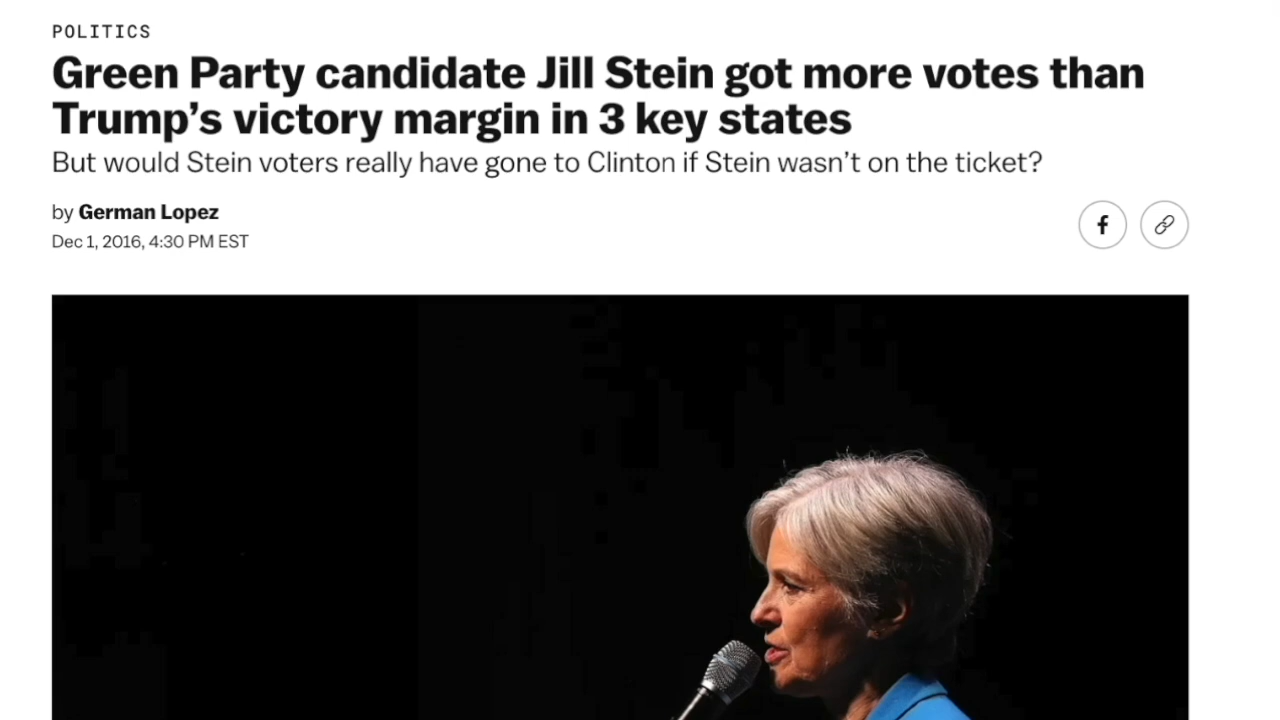 POLITICS
Green Party candidate Jill Stein got more votes than
Trump’s victory margin in 3 key states
But would Stein voters really have gone to Clinton if Stein wasn’t on the ticket?
by German Lopez
Dec 1, 2016, 4:30 PM EST